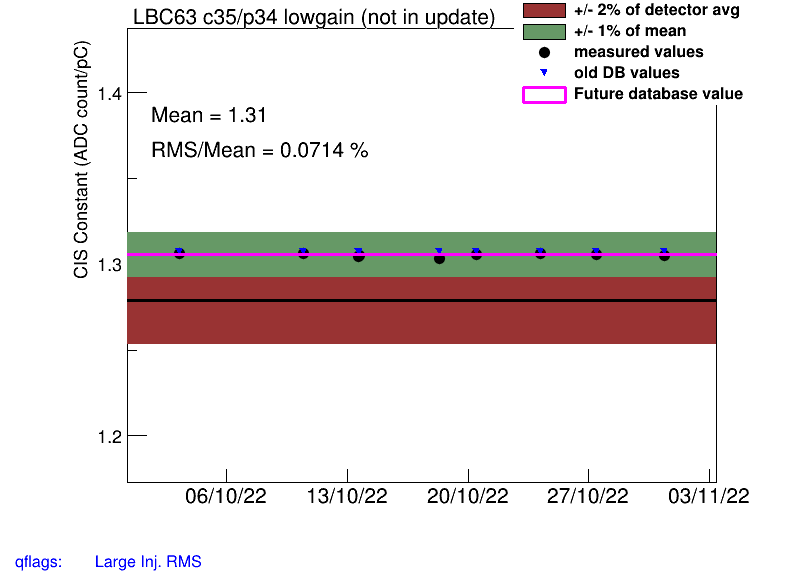 LBC63 c35/p34 lowgain (not in update)
+/- 2% of detector avg
+/- 1% of mean
measured values
old DB values
Future database value
CIS Constant (ADC count/pC)
Mean = 1.31
RMS/Mean = 0.0714 %
1.4
1.3
1.2
06/10/22 13/10/22 20/10/22 27/10/22 03/11/22
qflags: Large Inj. RMS